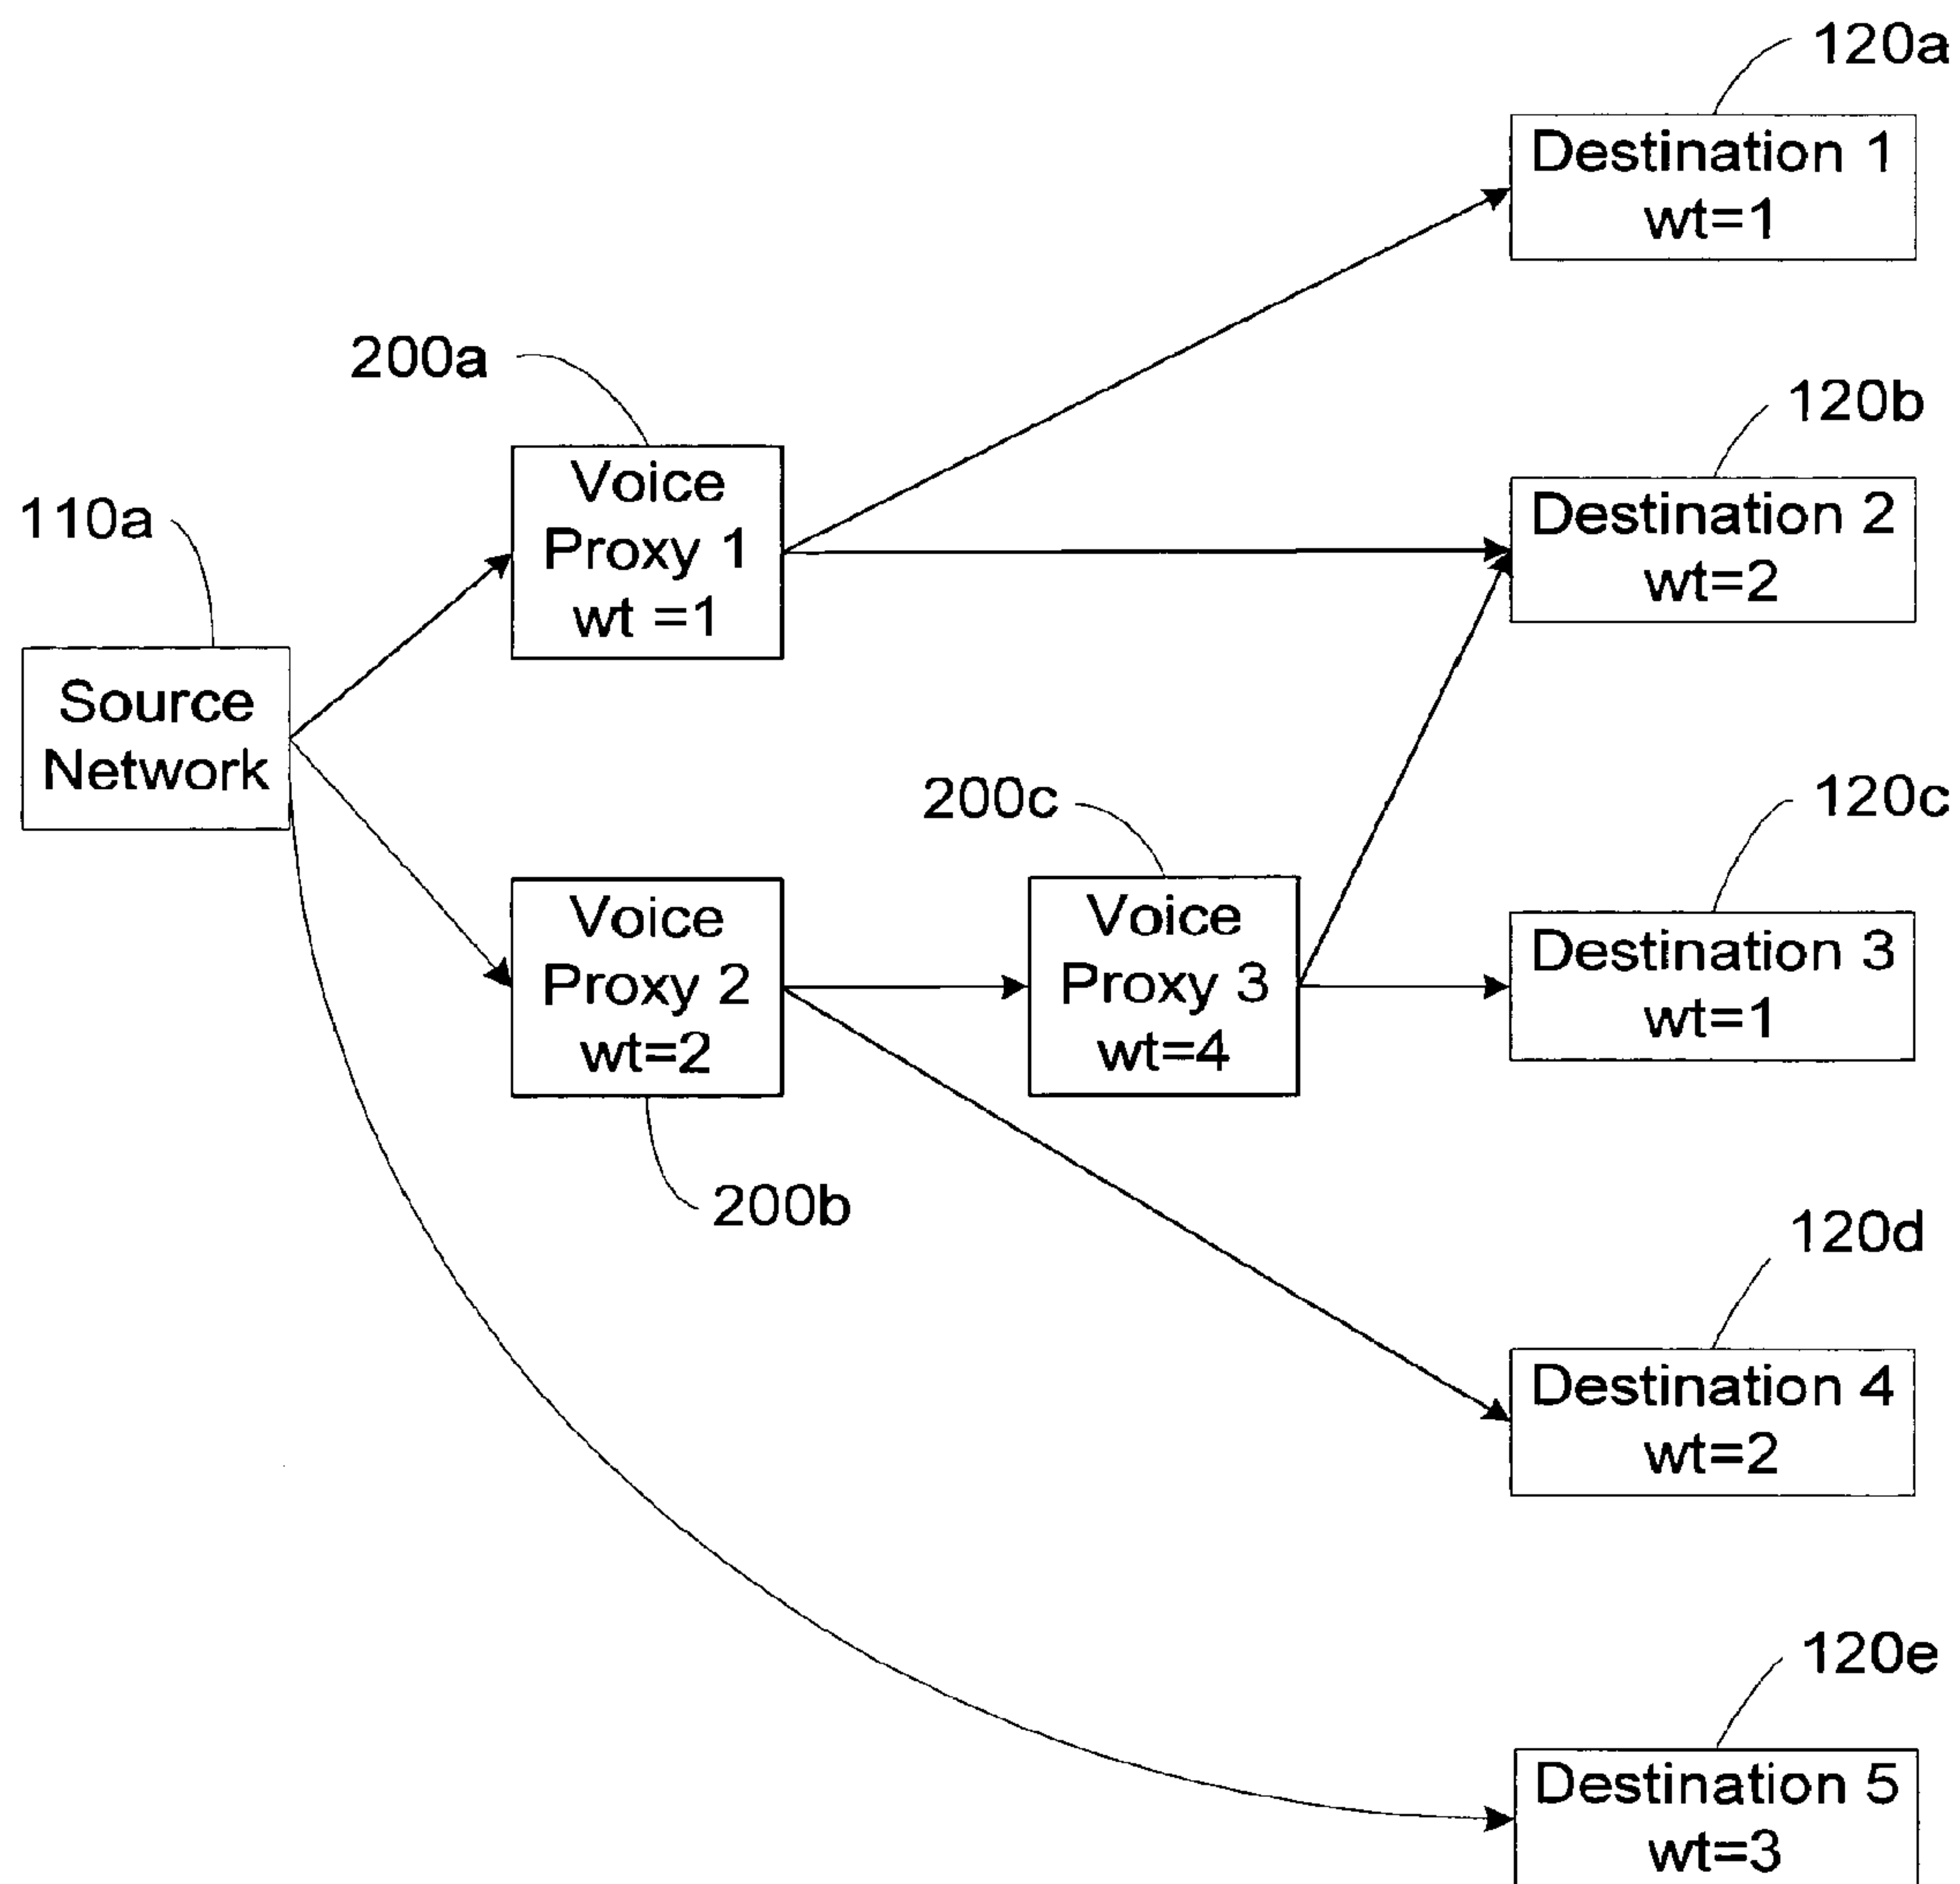 120a
Destination 1
wt=1
200a
120b
Voice
Proxy 1
wt =1
Destination 2
wt=2
110a
Source
Network
200c
120c
Voice
Proxy 2
wt=2
Voice
Proxy 3
wt=4
Destination 3
wt=1
200b
120d
Destination 4
wt=2
120e
Destination 5
wt=3